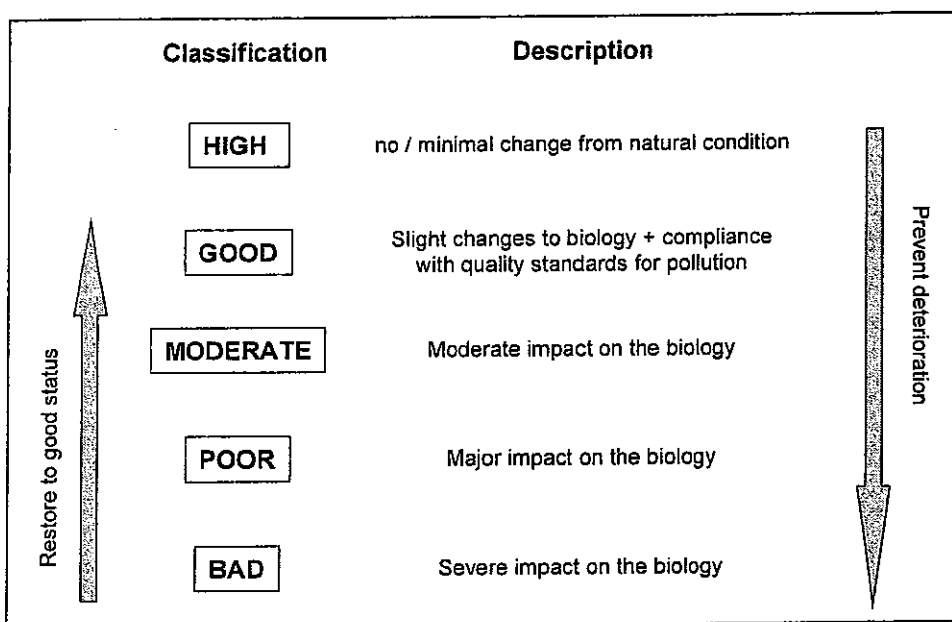 Classification Description
HIGH no / minimal change from natural condition
GOOD Slight changes to biology + compliance
with quality standards for pollution
MODERATE Moderate impact on the biology
POOR Major impact on the biology
BAD Severe impact on the biology
Restore to good status
Prevent deterioration